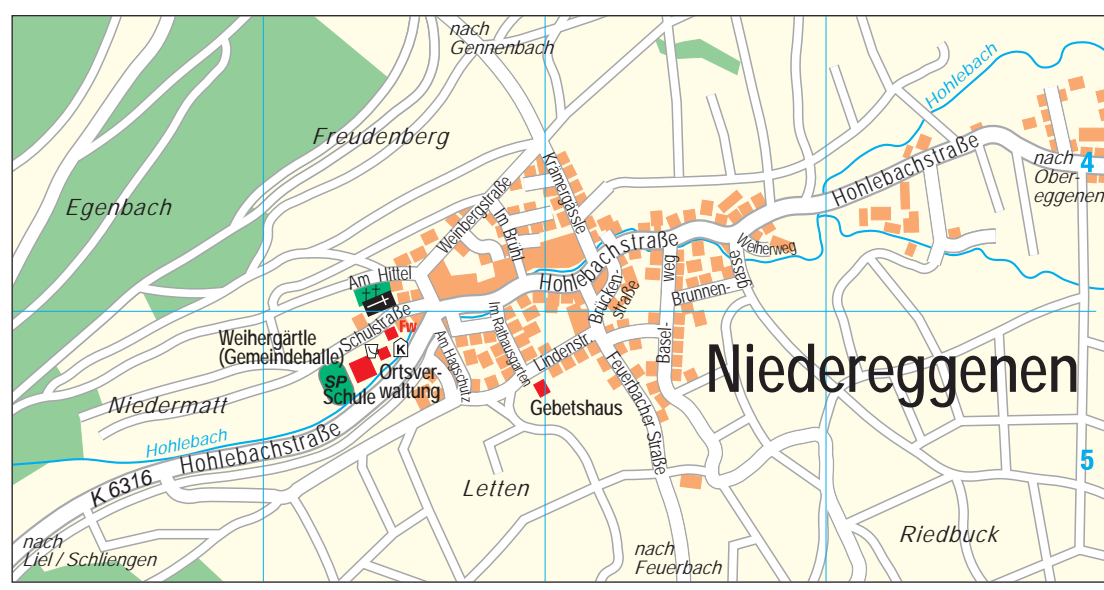 nach
Gennenbach
Hohlebach
Freudenberg
Krämergässle
Hohlebachstraße
nach
Ober-
eggenen
4
Egenbach
Weinbergstraße
Im Brühl
Hohlebachstraße
Weiherweg
Am Hittel
Brücken-
straße
Basel-
weg
Brunnen-
gasse
Schulstraße
Fw
Weihergärtle
(Gemeindehalle)
K
Im Rathausgarten
Am Hagschutz
Lindenstr.
Niedereggenen
SP
Schule
Ortsver-
waltung
Gebetshaus
Feuerbacher Straße
Niedermatt
Hohlebach
Hohlebachstraße
K 6316
Letten
5
Riedbuck
nach
Liel / Schliengen
nach
Feuerbach